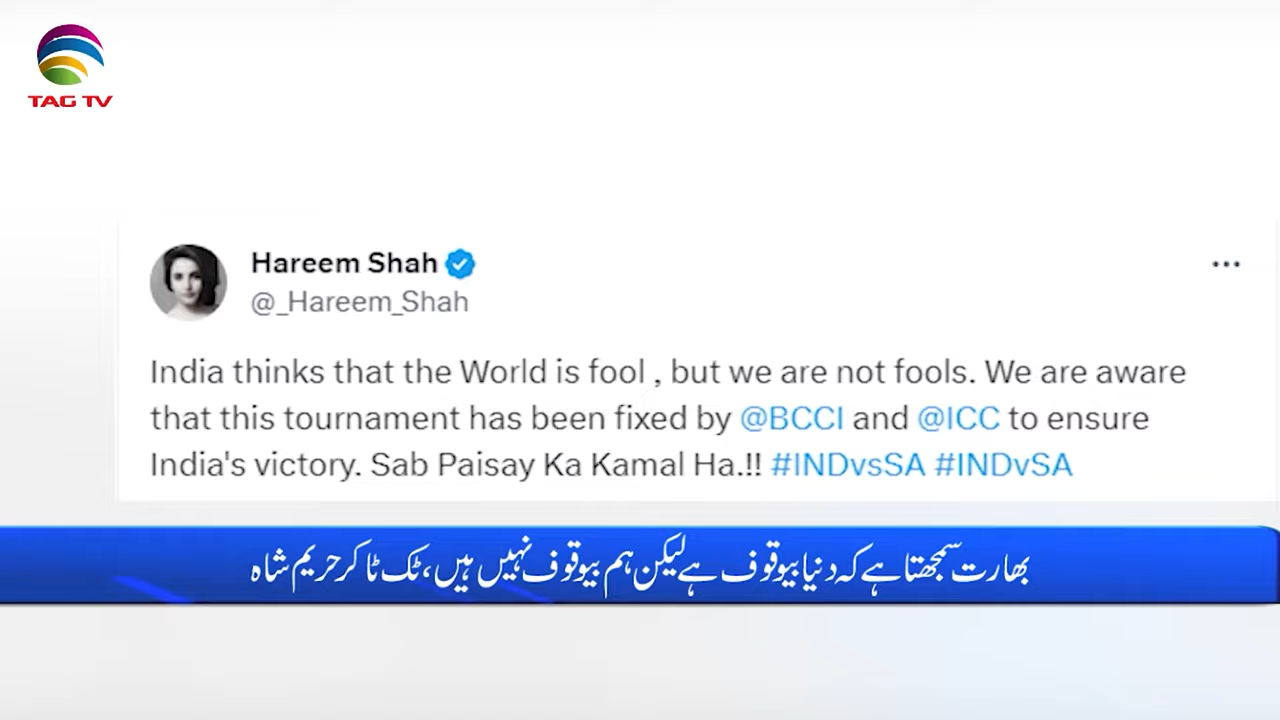 TAG TV
Hareem Shah
@_Hareem_Shah
India thinks that the World is fool , but we are not fools. We are aware
that this tournament has been fixed by @BCCI and @ICC to ensure
India's victory. Sab Paisay Ka Kamal Ha.!! #INDvsSA #INDvSA
بھارت سمجھتا ہے کہ دنیا بیوقوف ہے لیکن ہم بیوقوف نہیں ہیں، ٹک ٹاکر حریم شاہ